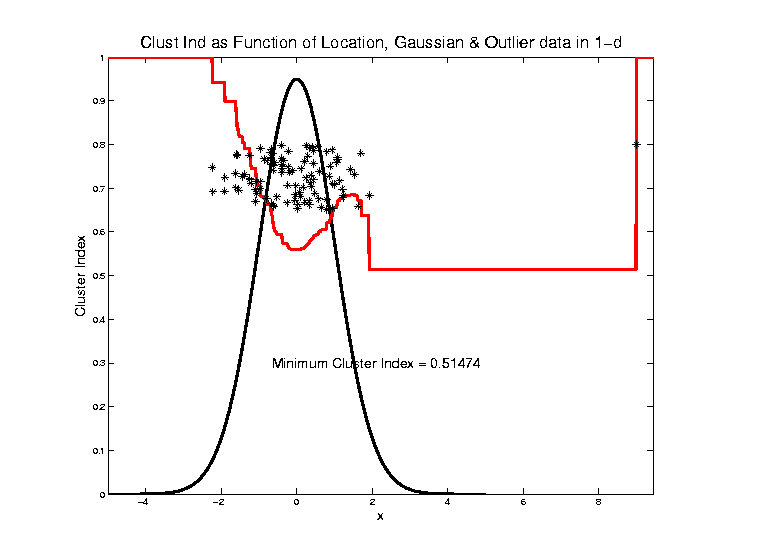 Clust Ind as Function of Location, Gaussian & Outlier data in 1-d
1
0.9
0.8
0.7
0.6
0.5
0.4
0.3
0.2
0.1
0
Cluster Index
Minimum Cluster Index = 0.51474
-4 -2 0 2 4 6 8
x